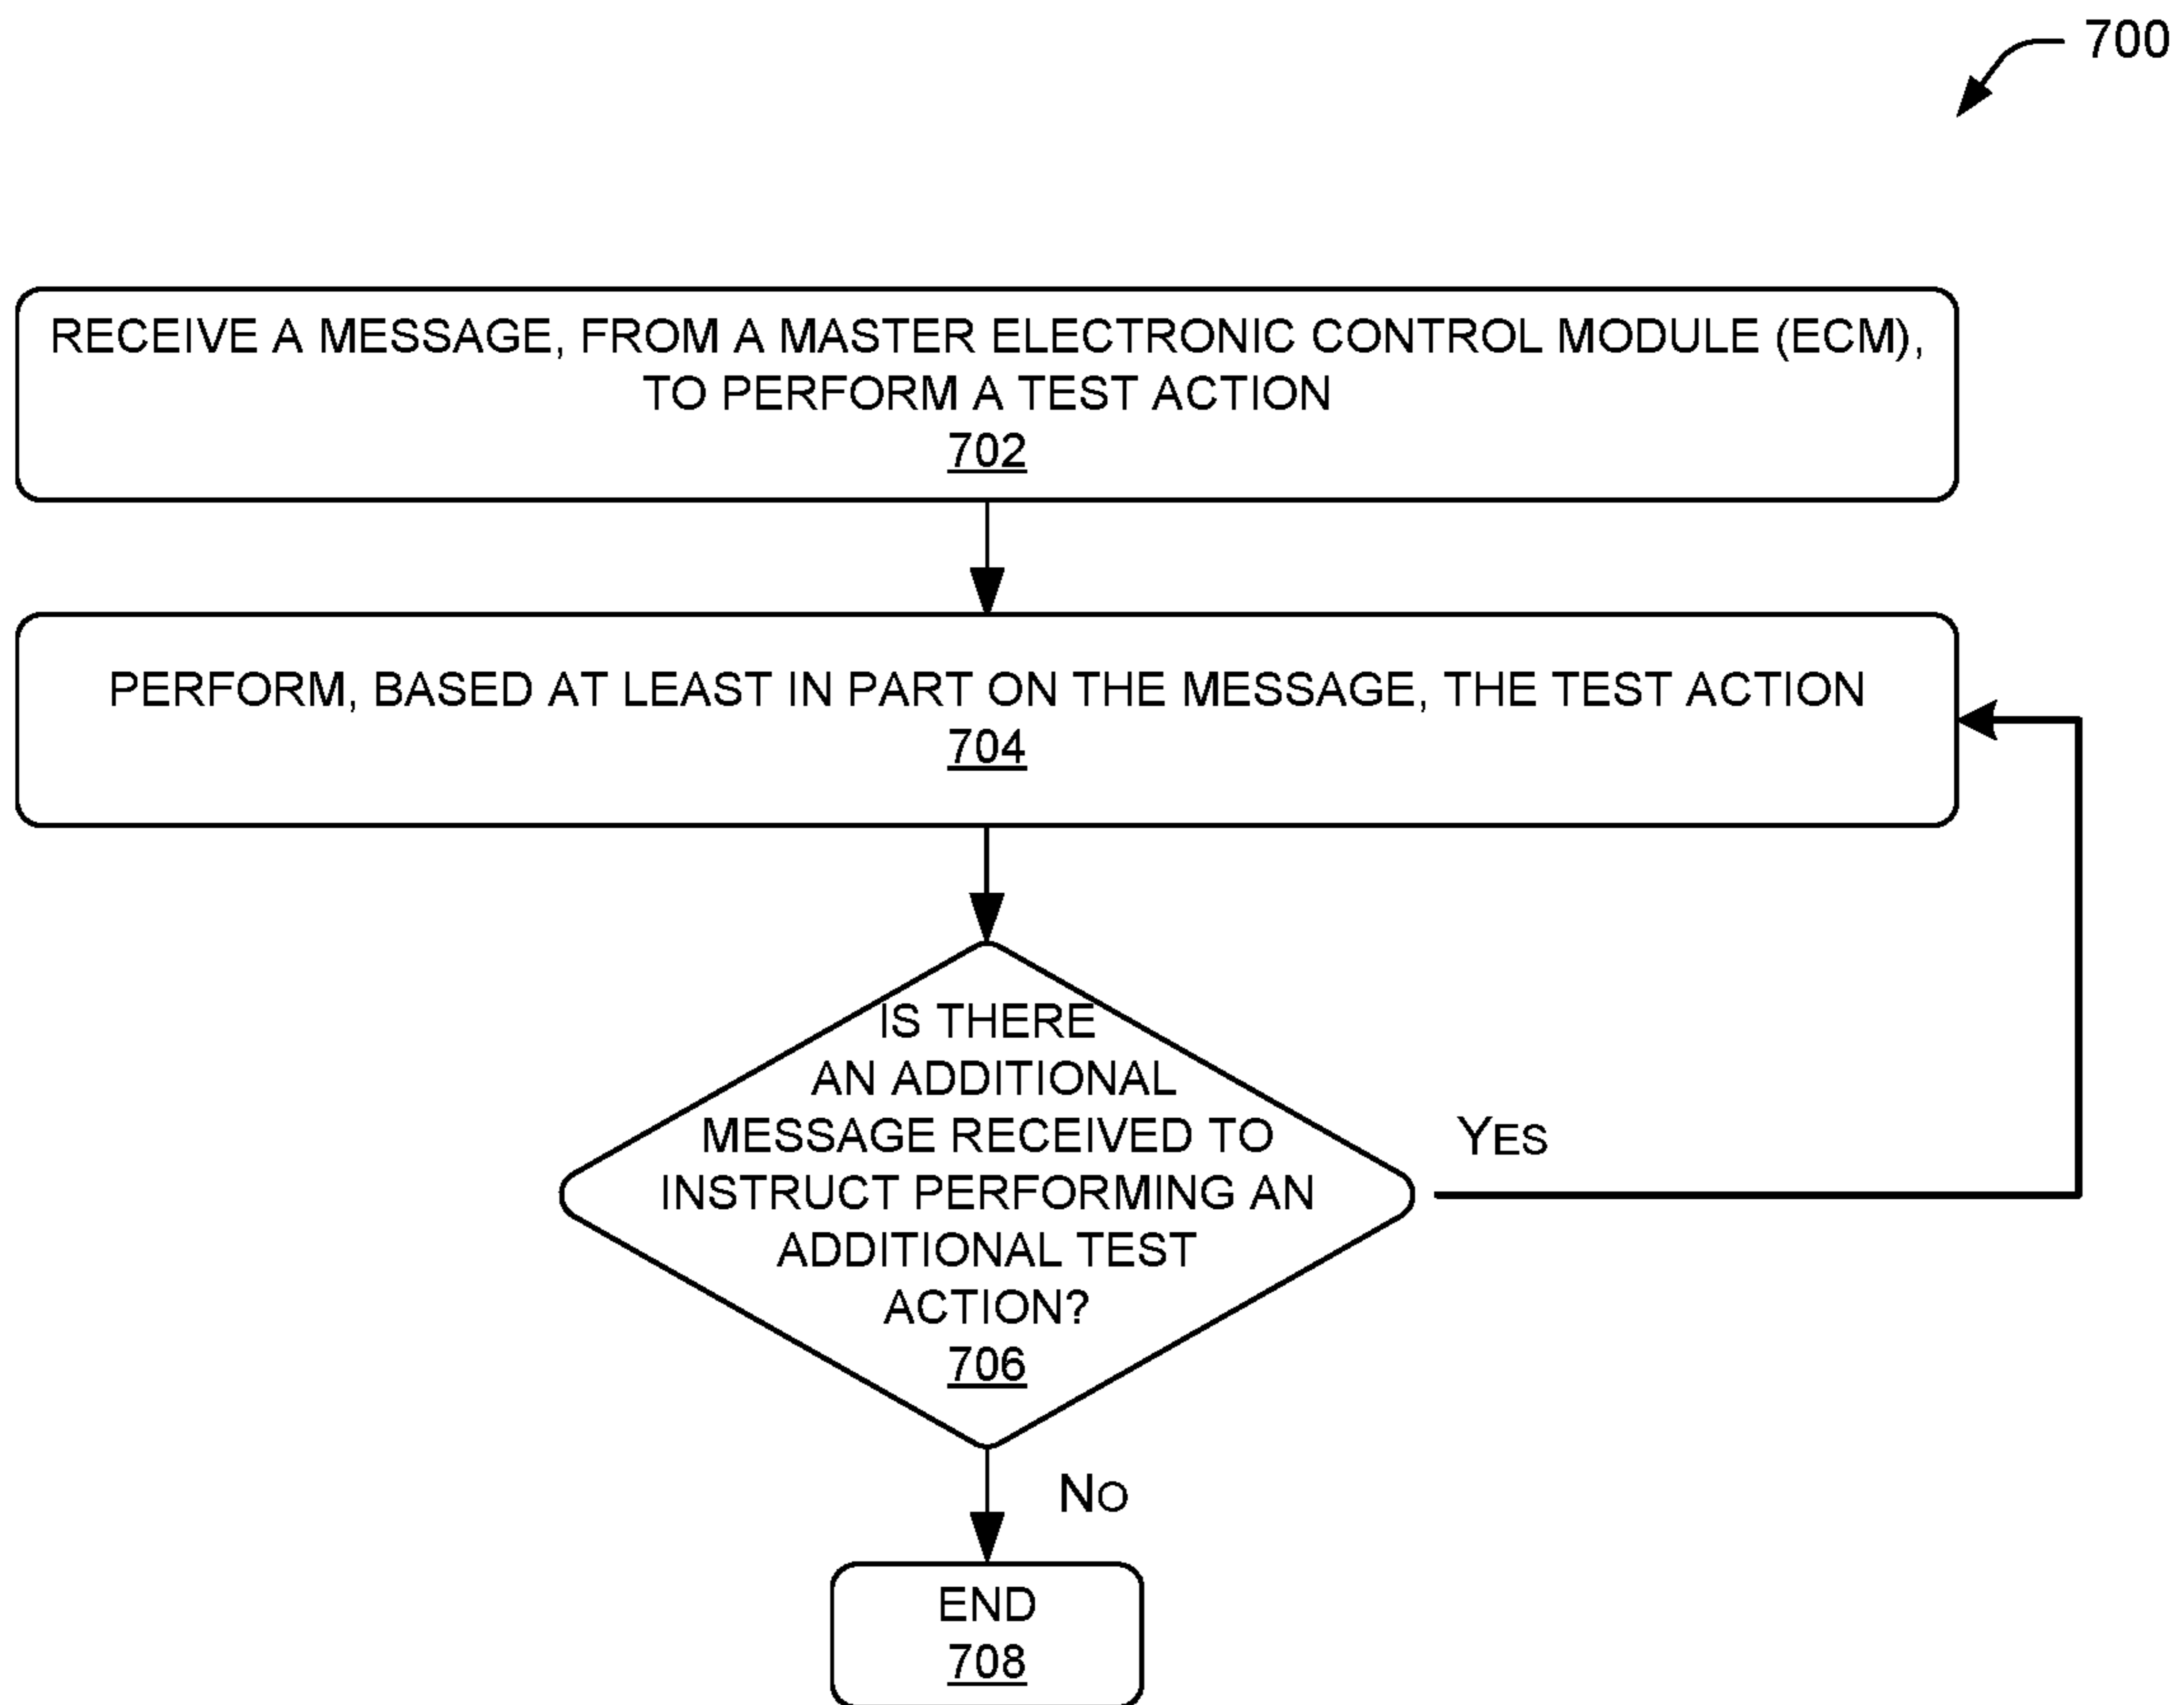 700
RECEIVE A MESSAGE, FROM A MASTER ELECTRONIC CONTROL MODULE (ECM),
TO PERFORM A TEST ACTION
702
PERFORM, BASED AT LEAST IN PART ON THE MESSAGE, THE TEST ACTION
704
IS THERE
AN ADDITIONAL
MESSAGE RECEIVED TO
INSTRUCT PERFORMING AN
ADDITIONAL TEST
ACTION?
706
YES
NO
END
708